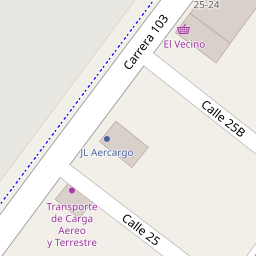 25-24
El Vecino
Carrera 103
Calle 25B
JL Aercargo
Transporte
de Carga
Aereo
y Terrestre
Calle 25